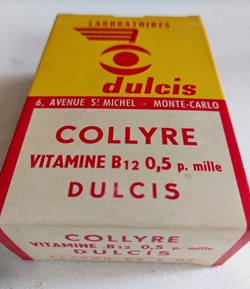 LABORATOIRES
dulcis
6, AVENUE St MICHEL - MONTE-CARLO
COLLYRE
VITAMINE B12 0,5 p. mille
DULCIS
COLLYRE
VITAMINE B12 0,5 p. mille
DULCIS